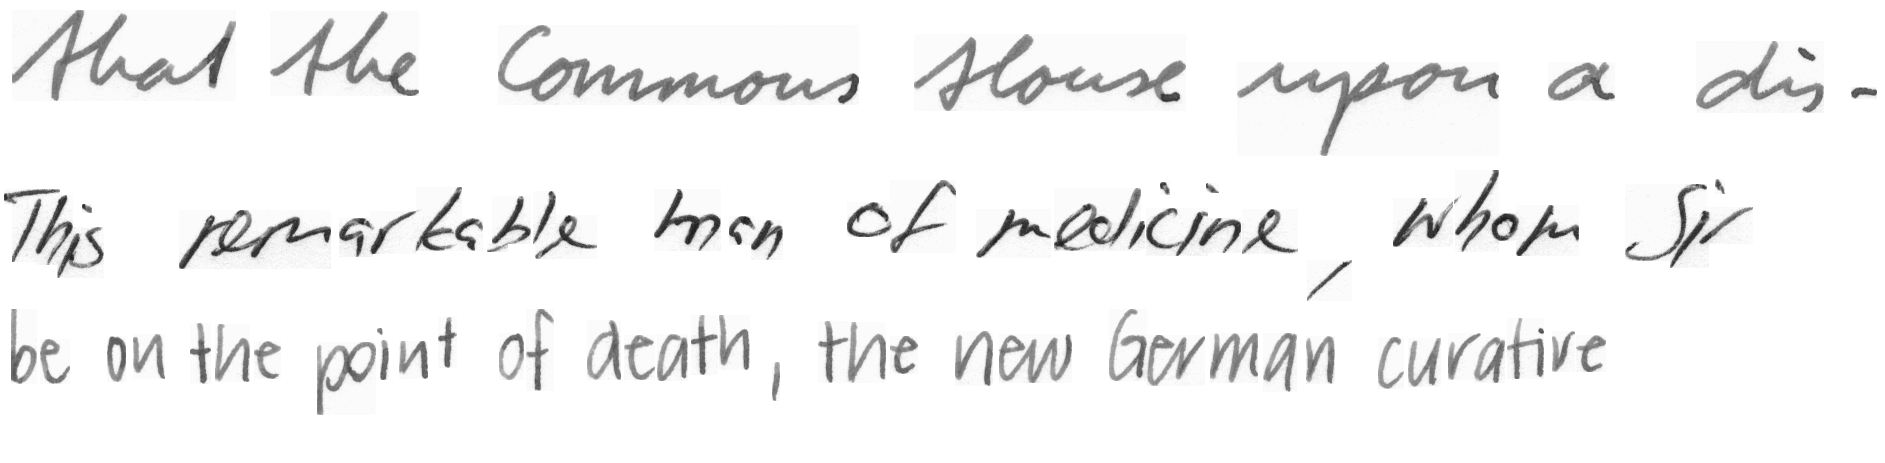 that the Commons House upon a dis-
This remarkable man of medicine, whom Sir
be on the point of death, the new German curative